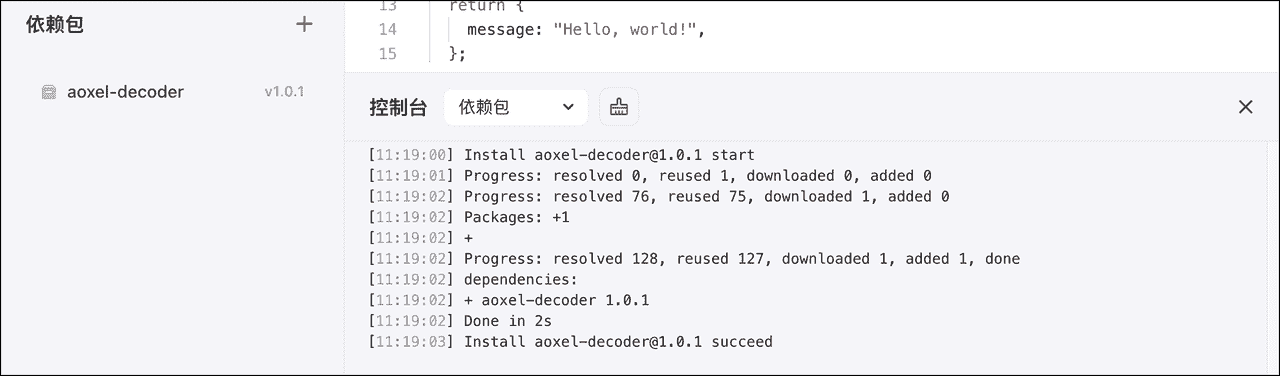 依赖包
aoxel-decoder v1.0.1
13 return {
14 message: "Hello, world!",
15 };
控制台 依赖包
[11:19:00] Install aoxel-decoder@1.0.1 start
[11:19:01] Progress: resolved 0, reused 1, downloaded 0, added 0
[11:19:02] Progress: resolved 76, reused 75, downloaded 1, added 0
[11:19:02] Packages: +1
[11:19:02] +
[11:19:02] Progress: resolved 128, reused 127, downloaded 1, added 1, done
[11:19:02] dependencies:
[11:19:02] + aoxel-decoder 1.0.1
[11:19:02] Done in 2s
[11:19:03] Install aoxel-decoder@1.0.1 succeed